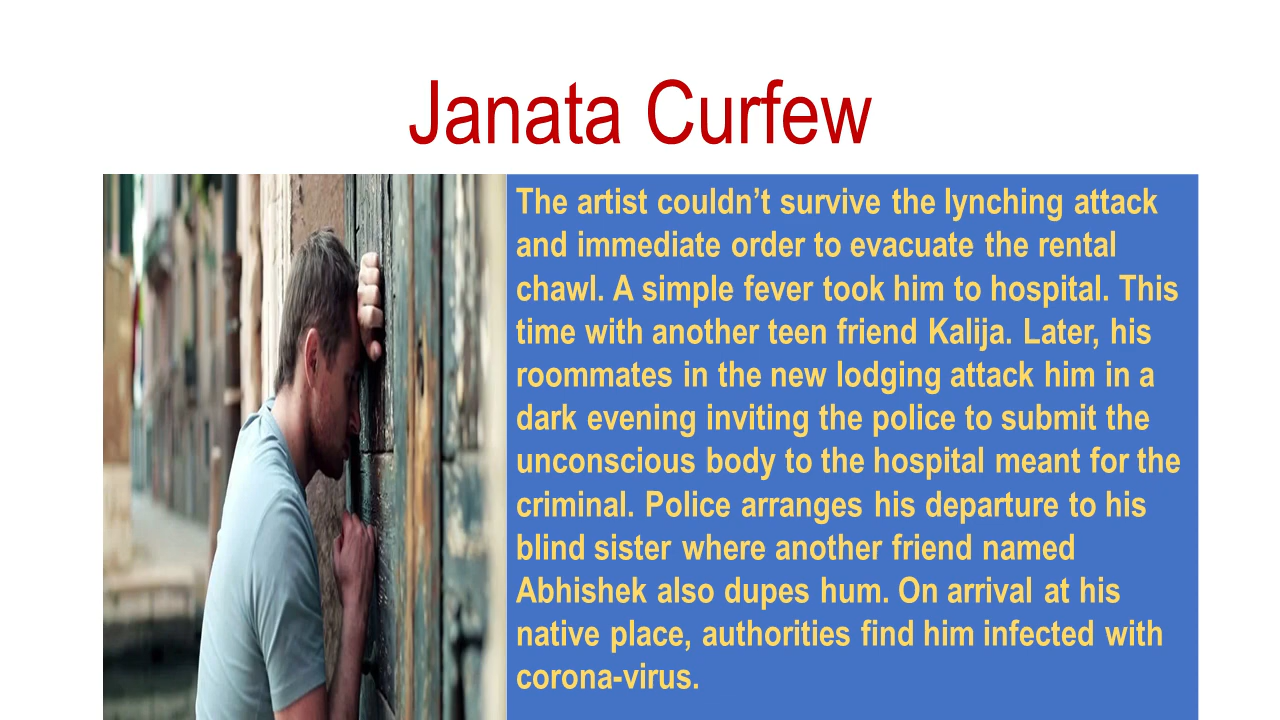 Janata Curfew
The artist couldn’t survive the lynching attack
and immediate order to evacuate the rental
chawl. A simple fever took him to hospital. This
time with another teen friend Kalija. Later, his
roommates in the new lodging attack him in a
dark evening inviting the police to submit the
unconscious body to the hospital meant for the
criminal. Police arranges his departure to his
blind sister where another friend named
Abhishek also dupes hum. On arrival at his
native place, authorities find him infected with
corona-virus.